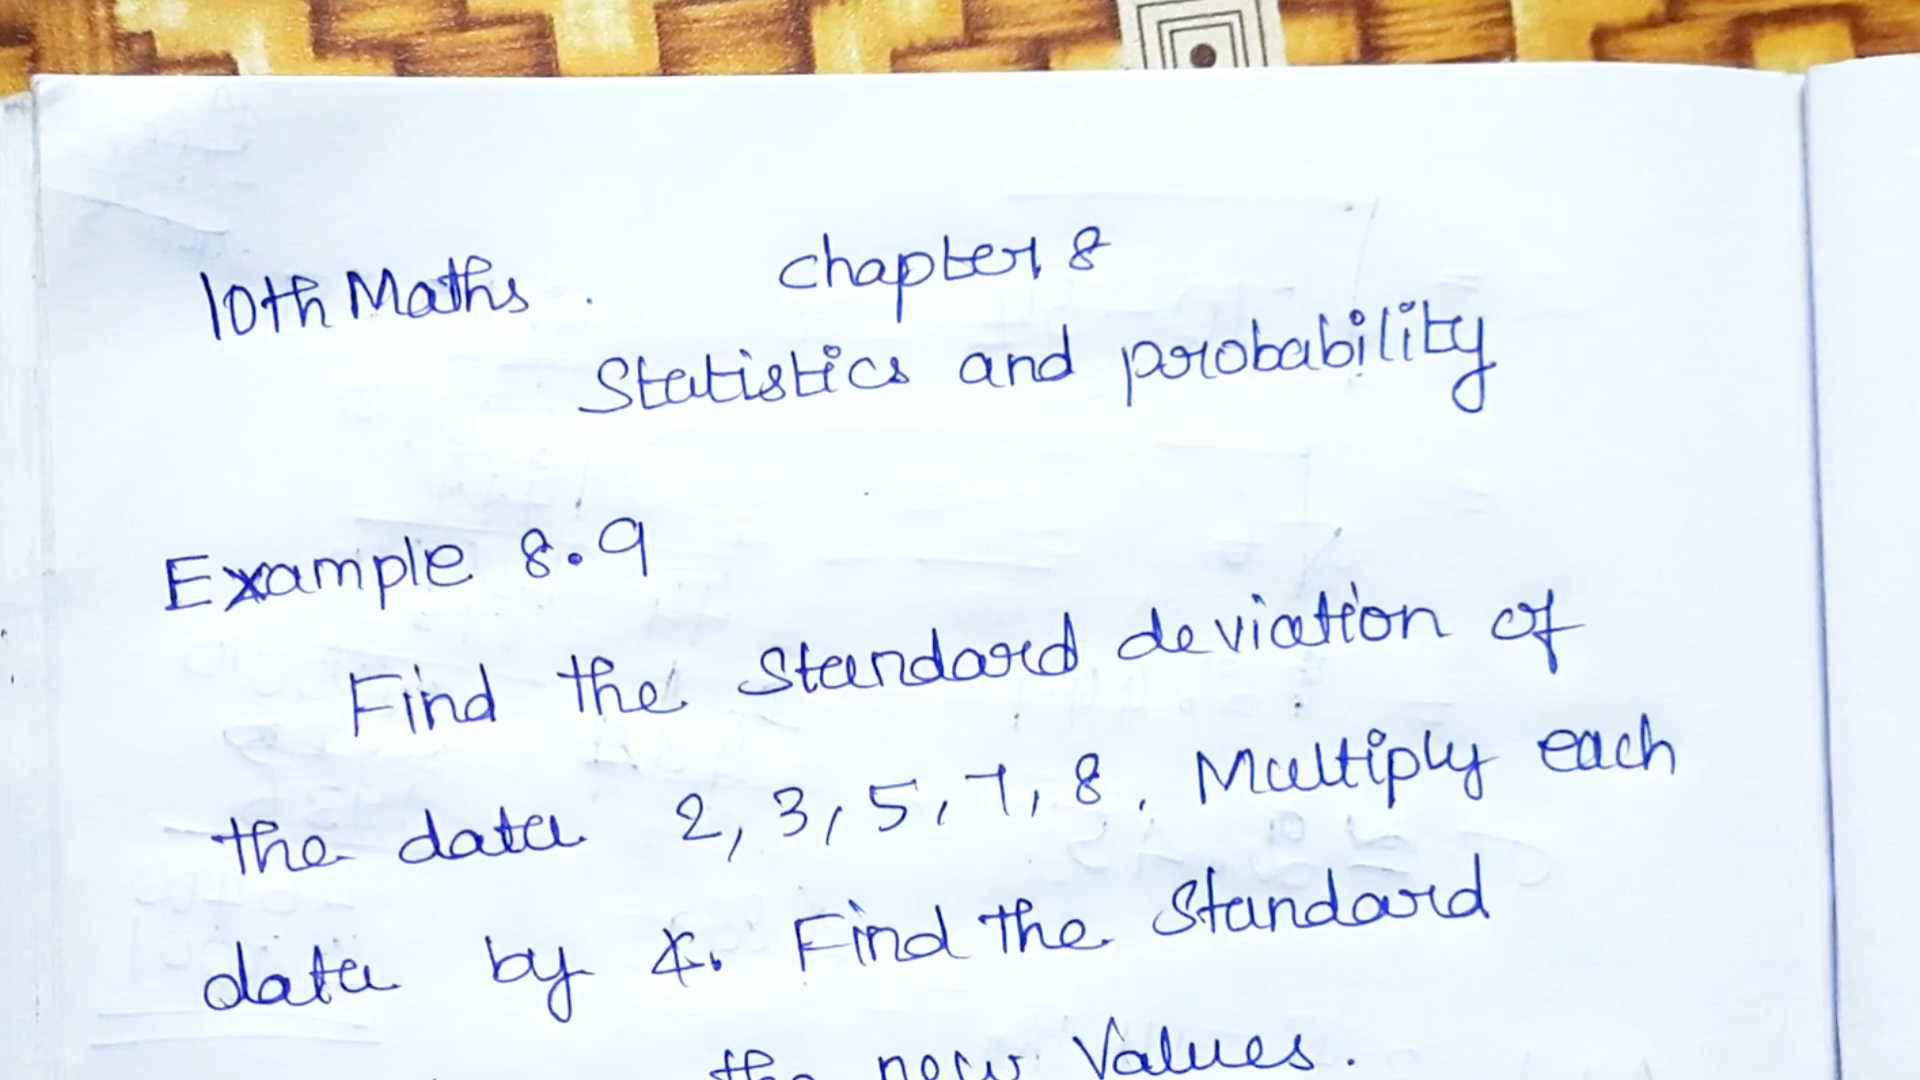 10th Maths. chapter 8
Statistics and probability
Example 8.9
Find the standard deviation of
the data 2, 3, 5, 7, 8. Multiply each
data by 4. Find the standard
the new values.